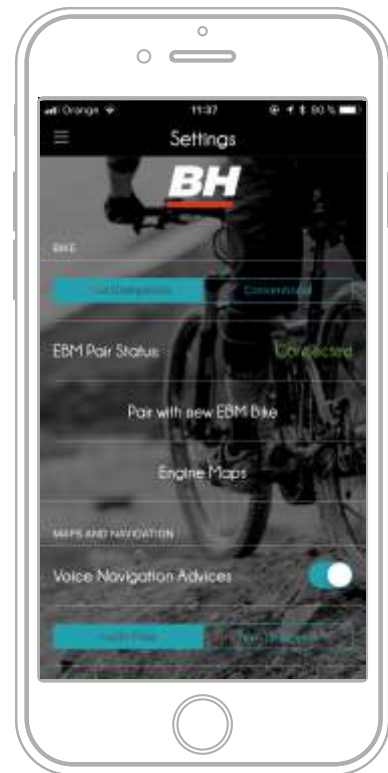 Orange 11:37 80 %
Settings
BH
BIKE
Conventional
EBM Pair Status Connected
Pair with new EBM Bike
Engine Maps
MAPS AND NAVIGATION
Voice Navigation Advices